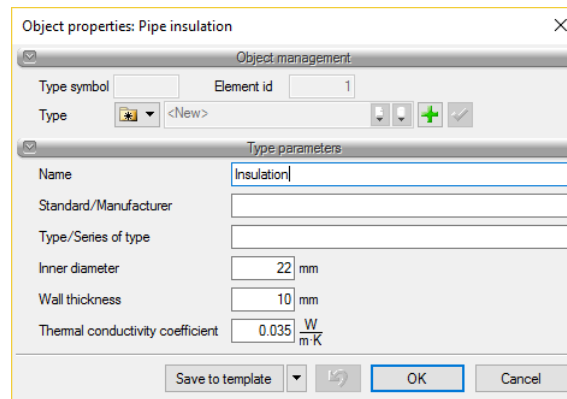 Object properties: Pipe insulation
Object management
Type symbol Element id 1
Type <New>
Type parameters
Name Insulation
Standard/Manufacturer
Type/Series of type
Inner diameter 22 mm
Wall thickness 10 mm
Thermal conductivity coefficient 0.035 W/m·K
Save to template OK Cancel